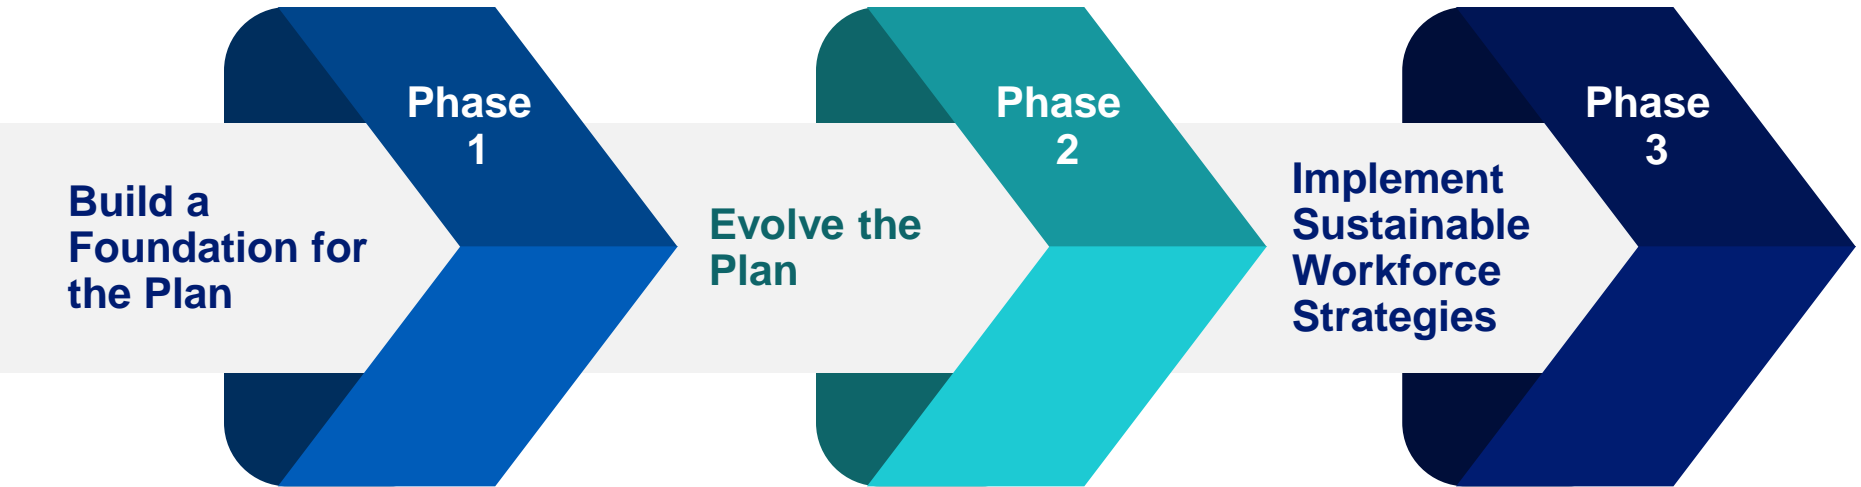 Build a
Foundation for
the Plan
Phase
1
Evolve the
Plan
Phase
2
Implement
Sustainable
Workforce
Strategies
Phase
3